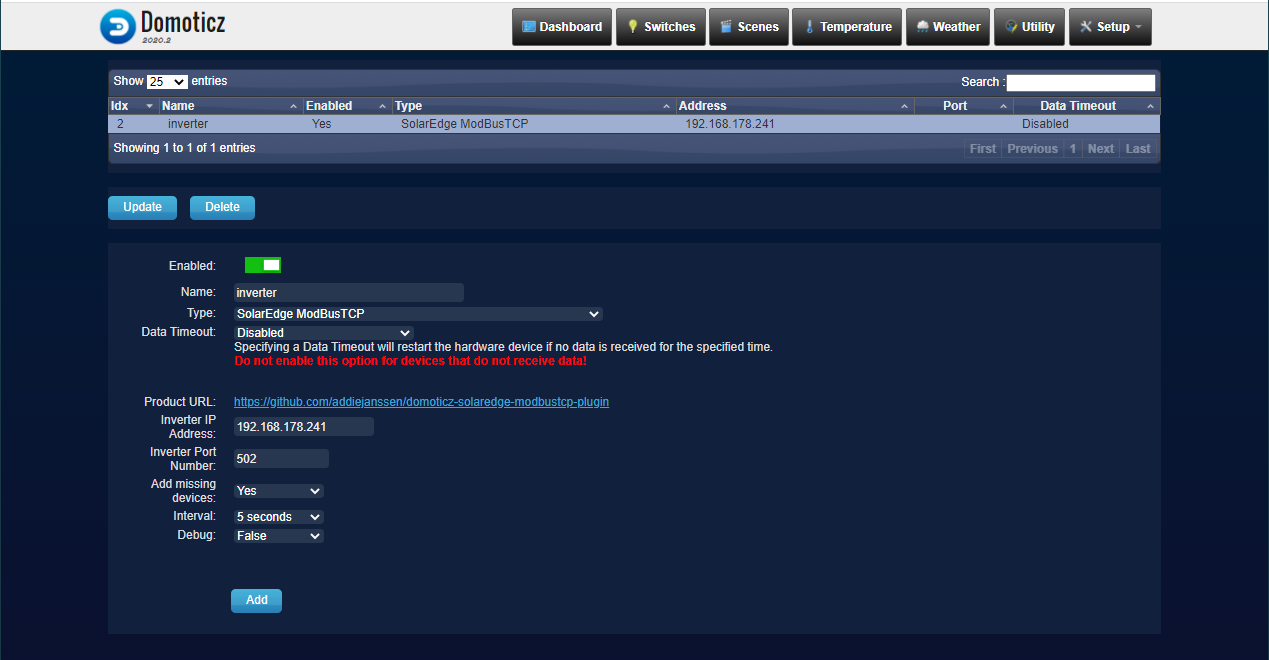 Domoticz
2020.2
Dashboard Switches Scenes Temperature Weather Utility Setup
Show 25 entries Search :
Idx Name Enabled Type Address Port Data Timeout
2 inverter Yes SolarEdge ModBusTCP 192.168.178.241 Disabled
Showing 1 to 1 of 1 entries First Previous 1 Next Last
Update Delete
Enabled:
Name: inverter
Type: SolarEdge ModBusTCP
Data Timeout: Disabled
Specifying a Data Timeout will restart the hardware device if no data is received for the specified time.
Do not enable this option for devices that do not receive data!
Product URL: https://github.com/addiejanssen/domoticz-solaredge-modbustcp-plugin
Inverter IP
Address: 192.168.178.241
Inverter Port
Number: 502
Add missing
devices: Yes
Interval: 5 seconds
Debug: False
Add